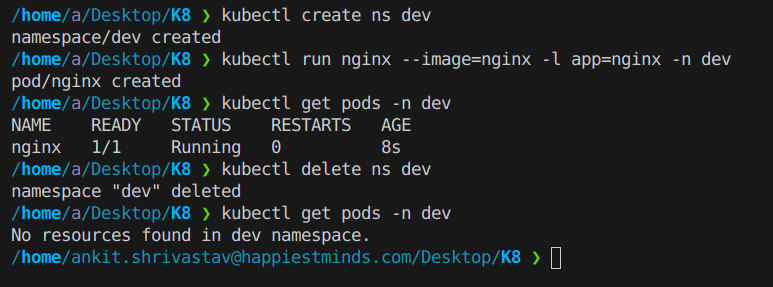 /home/a/Desktop/K8 ❯ kubectl create ns dev
namespace/dev created
/home/a/Desktop/K8 ❯ kubectl run nginx --image=nginx -l app=nginx -n dev
pod/nginx created
/home/a/Desktop/K8 ❯ kubectl get pods -n dev
NAME    READY   STATUS    RESTARTS   AGE
nginx   1/1     Running   0          8s
/home/a/Desktop/K8 ❯ kubectl delete ns dev
namespace "dev" deleted
/home/a/Desktop/K8 ❯ kubectl get pods -n dev
No resources found in dev namespace.
/home/ankit.shrivastav@happiestminds.com/Desktop/K8 ❯